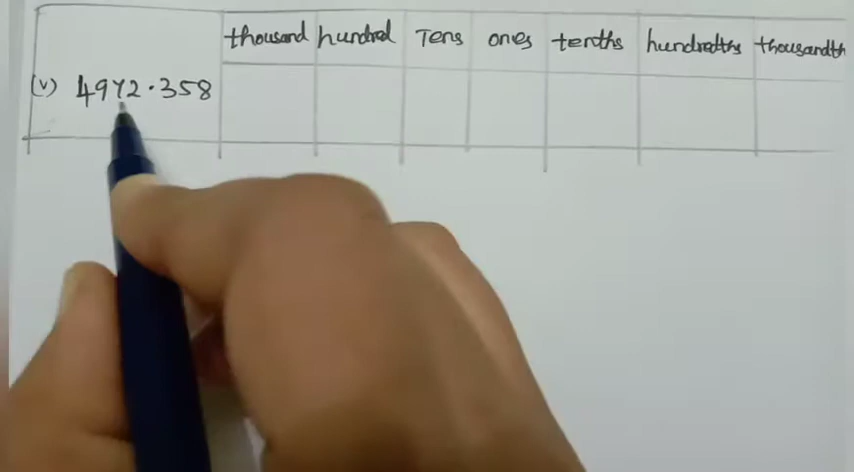 thousand hundred Tens ones tenths hundredths thousandth
(v) 4972.358